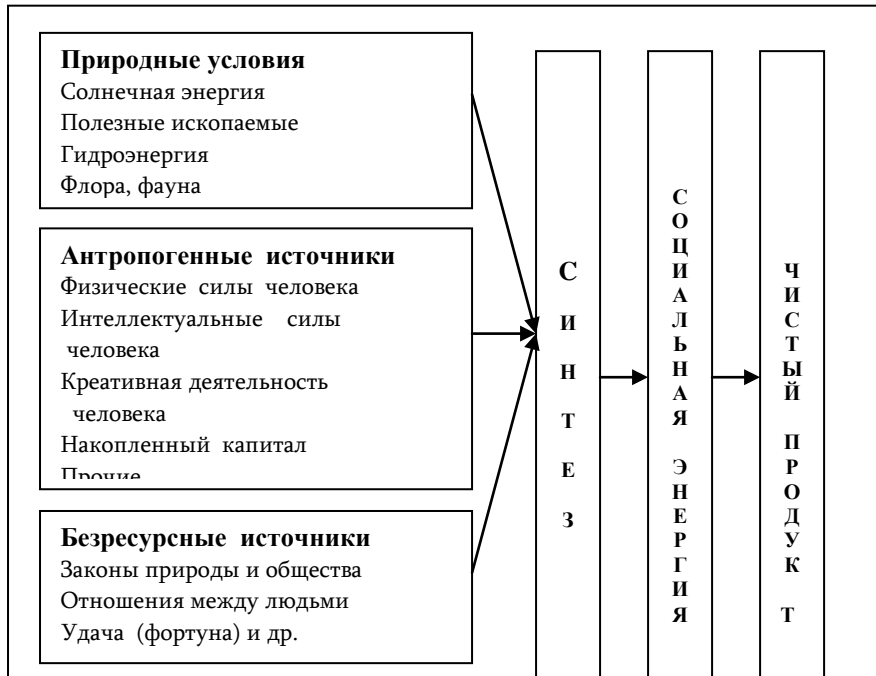 Природные условия
Солнечная энергия
Полезные ископаемые
Гидроэнергия
Флора, фауна
Антропогенные источники
Физические силы человека
Интеллектуальные силы
человека
Креативная деятельность
человека
Накопленный капитал
Прочие
Безресурсные источники
Законы природы и общества
Отношения между людьми
Удача (фортуна) и др.
СИНТЕЗ
СОЦИАЛЬНАЯ ЭНЕРГИЯ
ЧИСТЫЙ ПРОДУКТ